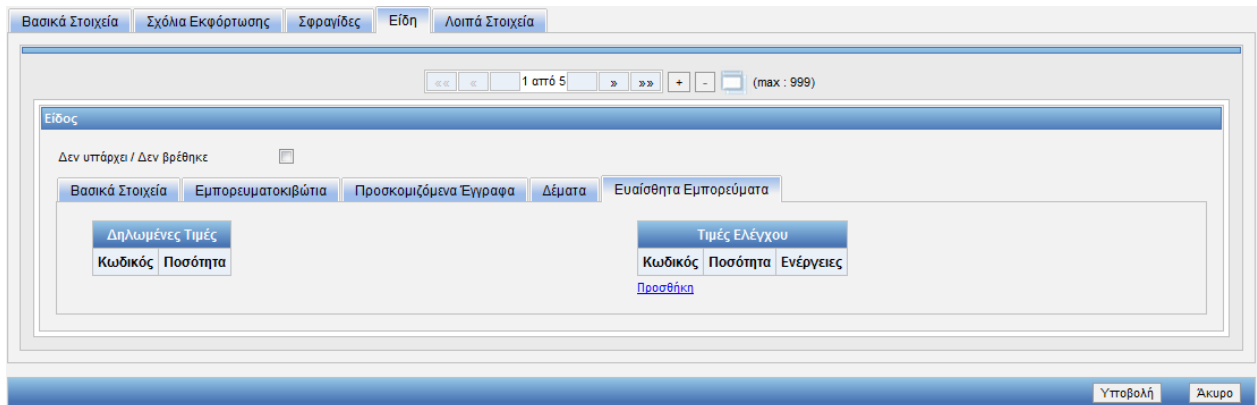 Βασικά Στοιχεία Σχόλια Εκφόρτωσης Σφραγίδες Είδη Λοιπά Στοιχεία
«« « 1 από 5 » »» + - (max : 999)
Είδος
Δεν υπάρχει / Δεν βρέθηκε
Βασικά Στοιχεία Εμπορευματοκιβώτια Προσκομιζόμενα Έγγραφα Δέματα Ευαίσθητα Εμπορεύματα
Δηλωμένες Τιμές Τιμές Ελέγχου
Κωδικός Ποσότητα Κωδικός Ποσότητα Ενέργειες
Προσθήκη
Υποβολή Άκυρο